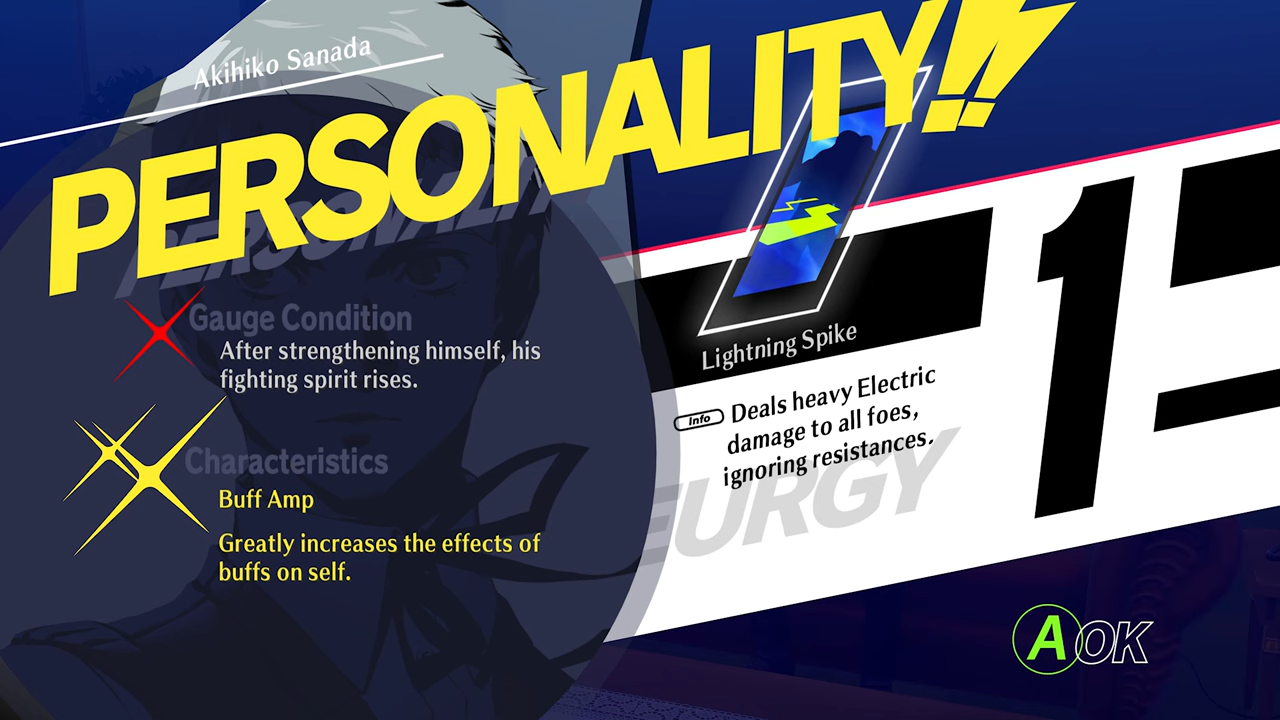 Akihiko Sanada
PERSONALITY!!
Gauge Condition
After strengthening himself, his
fighting spirit rises.
Characteristics
Buff Amp
Greatly increases the effects of
buffs on self.
Lightning Spike
Info Deals heavy Electric
damage to all foes,
ignoring resistances.
EURGY
1
A OK